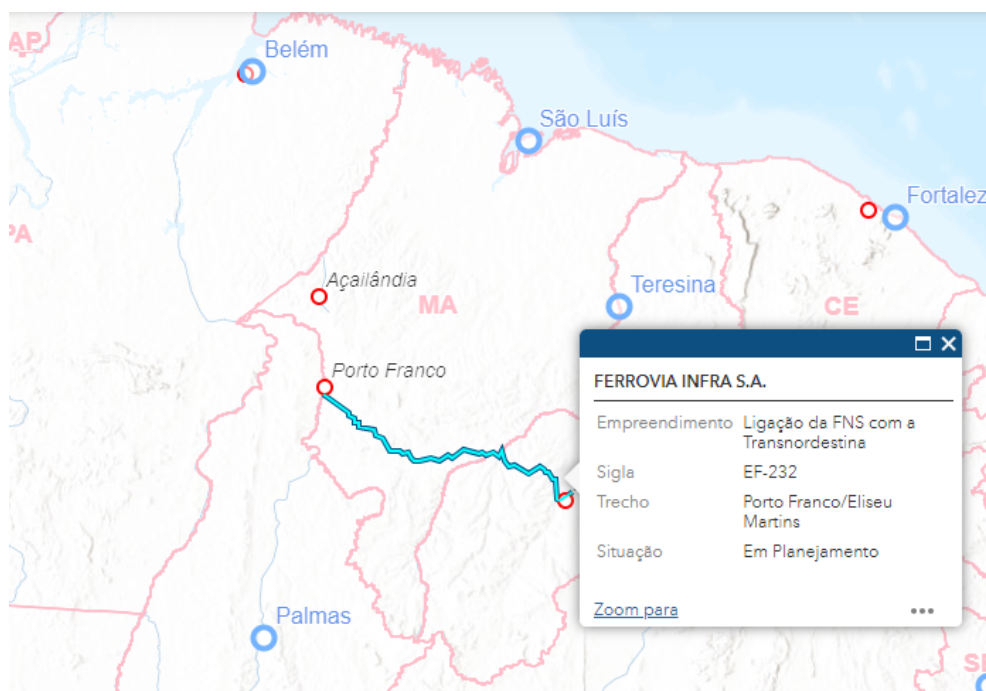 AP
Belém
São Luís
Fortalez
PA
Açailândia
MA
Teresina
CE
Porto Franco
FERROVIA INFRA S.A.
Empreendimento Ligação da FNS com a
Transnordestina
Sigla EF-232
Trecho Porto Franco/Eliseu
Martins
Situação Em Planejamento
Zoom para
Palmas